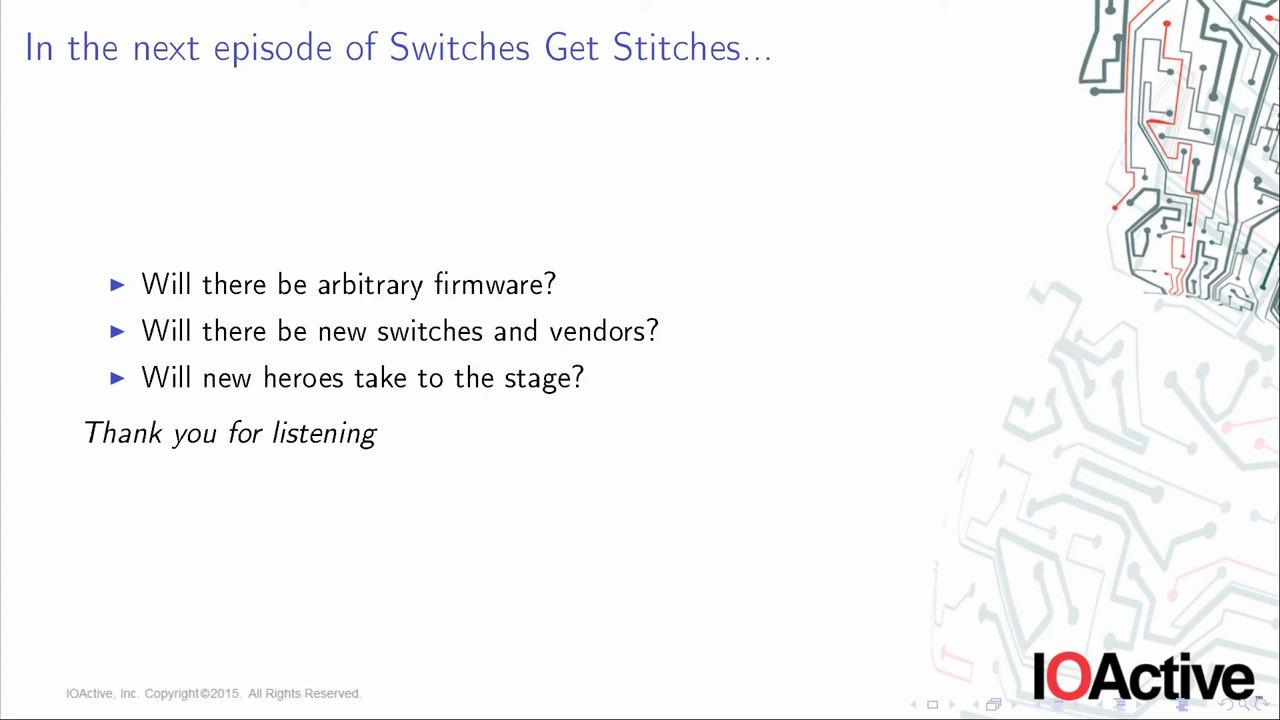 In the next episode of Switches Get Stitches...
Will there be arbitrary firmware?
Will there be new switches and vendors?
Will new heroes take to the stage?
Thank you for listening
IOActive, Inc. Copyright©2015. All Rights Reserved.
IOActive™